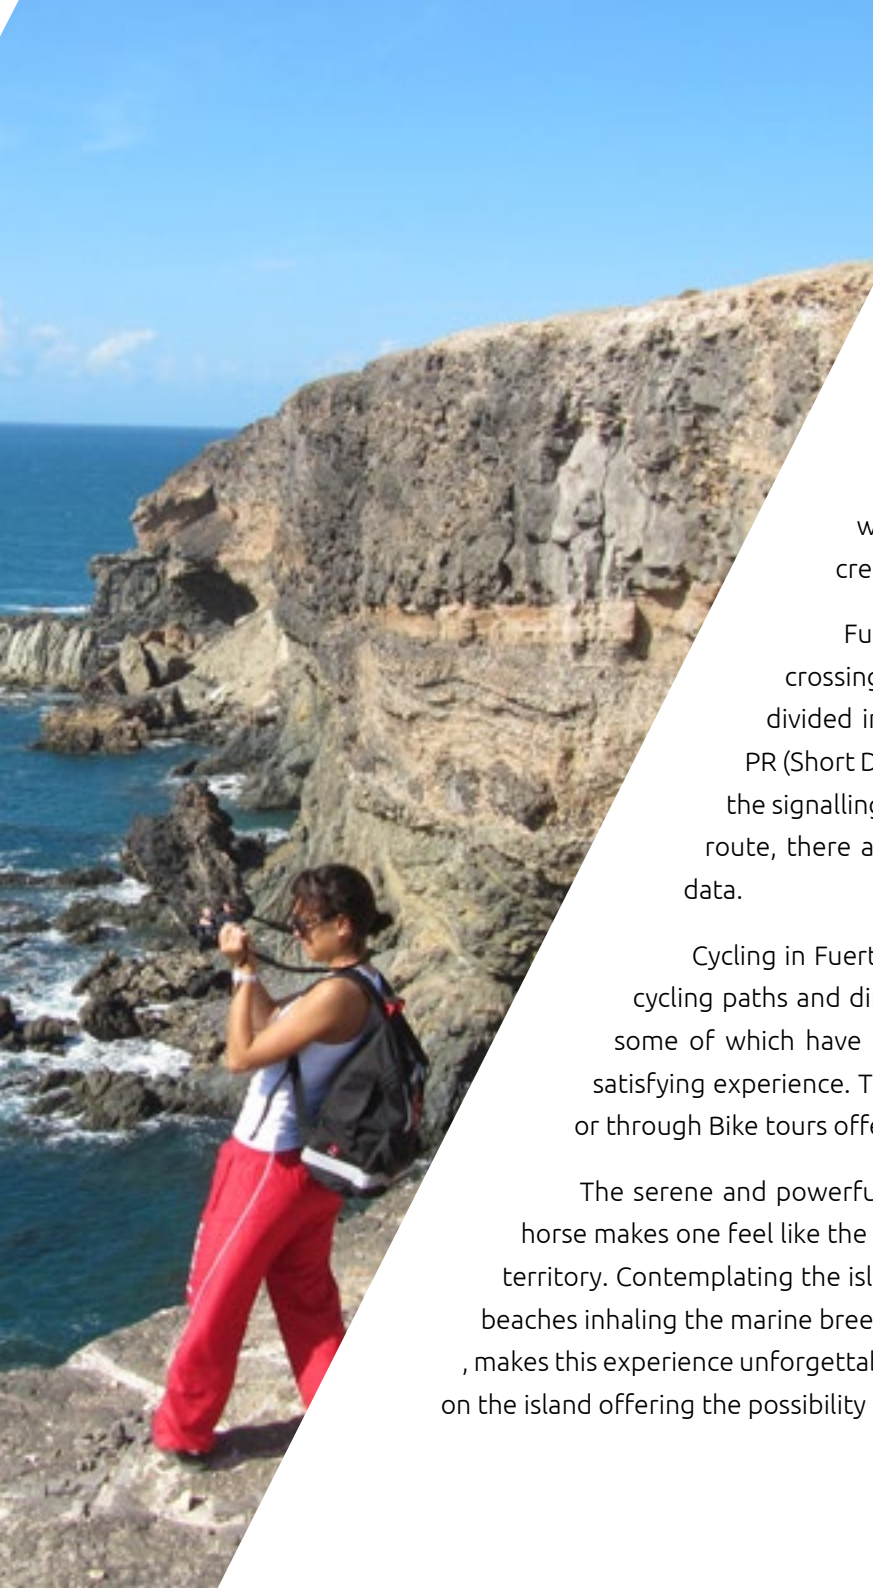 w
cre
Fu
crossing
divided in
PR (Short D
the signalling
route, there a
data.
Cycling in Fuert
cycling paths and di
some of which have
satisfying experience. T
or through Bike tours offe
The serene and powerfu
horse makes one feel like the
territory. Contemplating the isl
beaches inhaling the marine bree
, makes this experience unforgettab
on the island offering the possibility